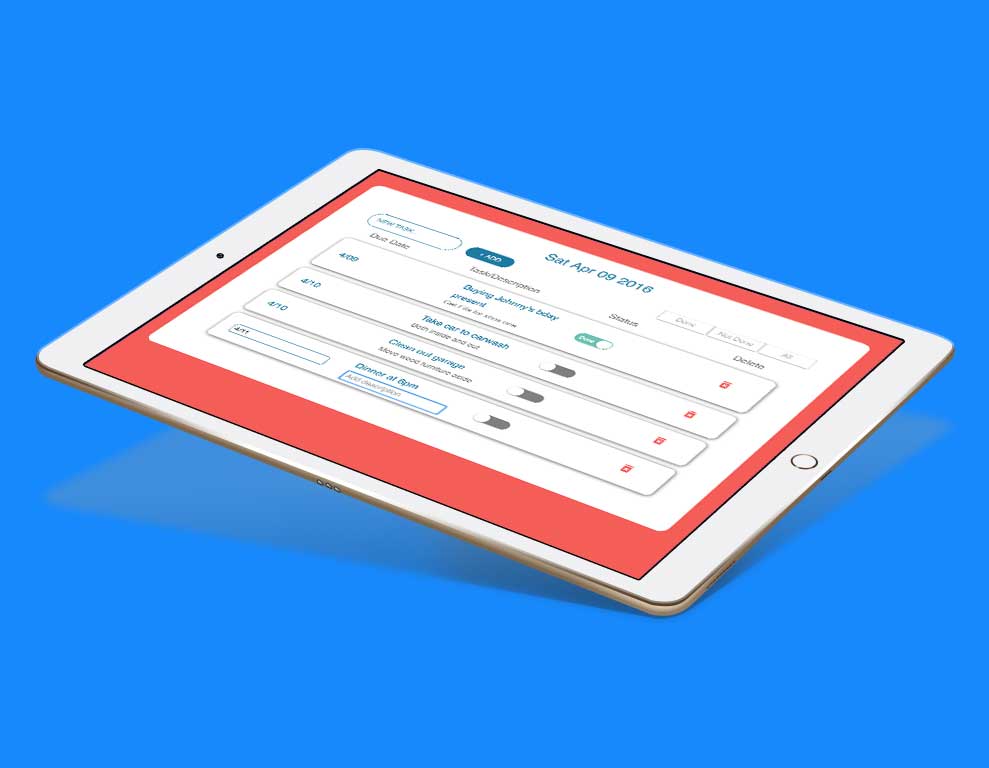 NEW TASK
+ ADD
Sat Apr 09 2016
Due Date
Task/Description
Status
Done
Not Done
All
Delete
4/09
Buying Johnny's bday
present
Done
4/10
Take car to carwash
Both inside and out
4/10
Clean out garage
Move wood furniture aside
4/11
Dinner at 6pm
Add description